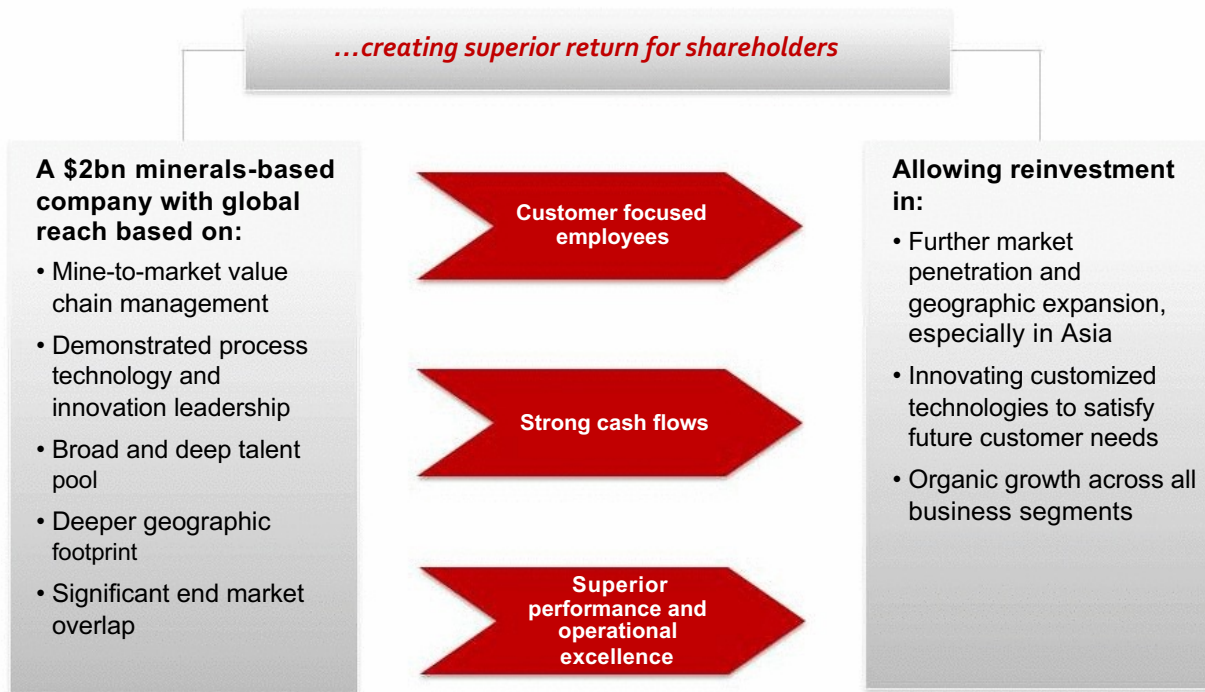 ...creating superior return for shareholders
A $2bn minerals-based
company with global
reach based on:
• Mine-to-market value
chain management
• Demonstrated process
technology and
innovation leadership
• Broad and deep talent
pool
• Deeper geographic
footprint
• Significant end market
overlap
Customer focused
employees
Strong cash flows
Superior
performance and
operational
excellence
Allowing reinvestment
in:
• Further market
penetration and
geographic expansion,
especially in Asia
• Innovating customized
technologies to satisfy
future customer needs
• Organic growth across all
business segments